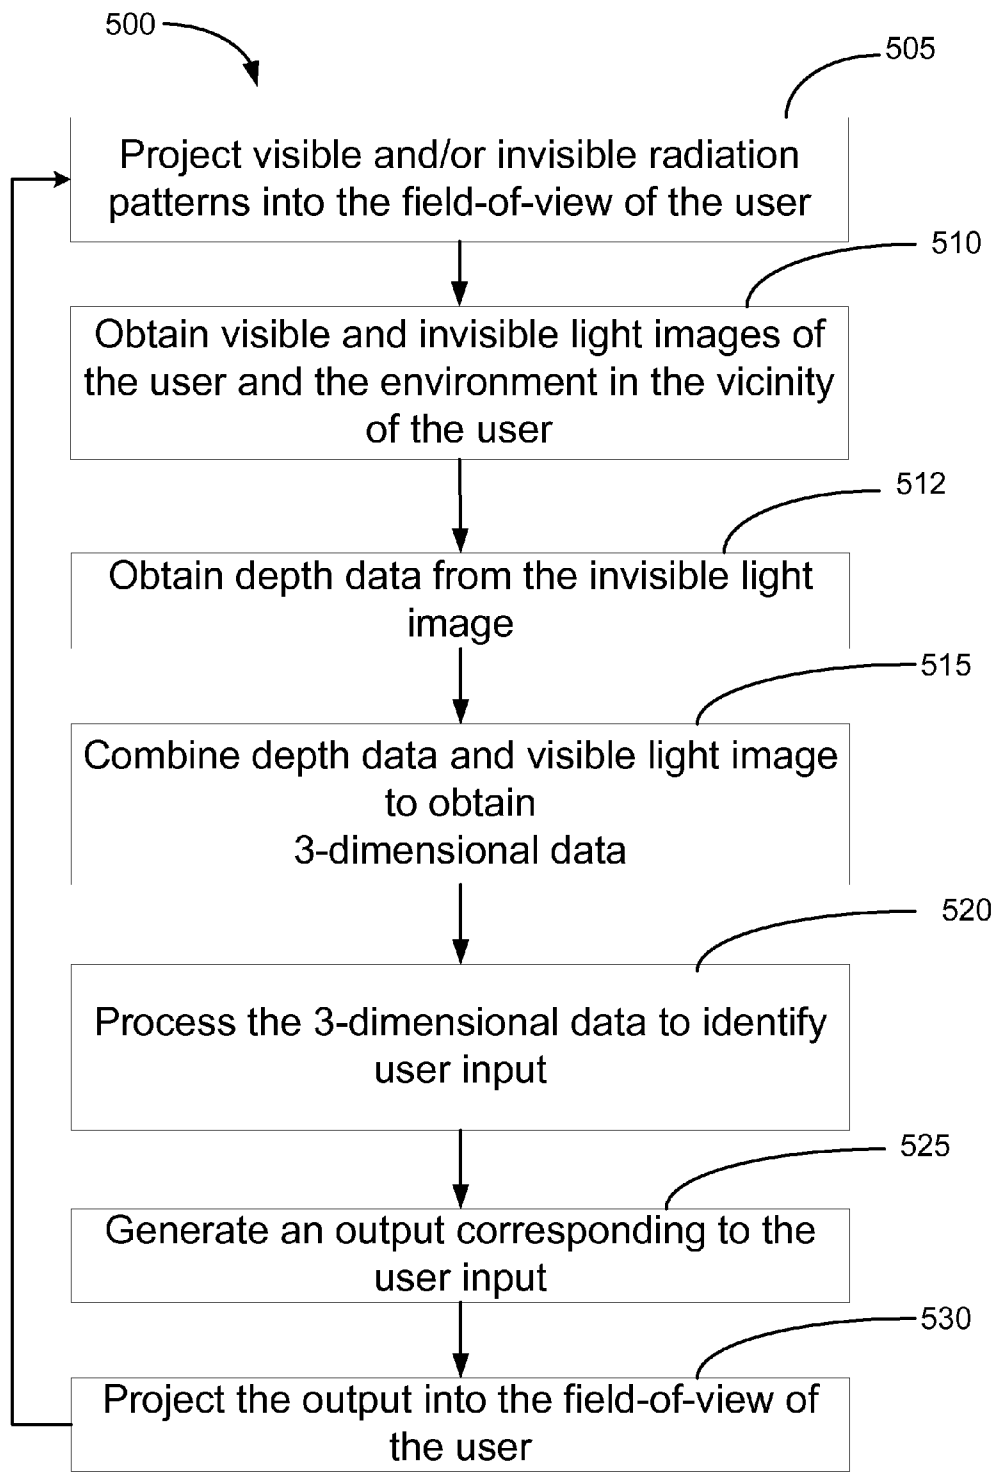 500
505
Project visible and/or invisible radiation
patterns into the field-of-view of the user
510
Obtain visible and invisible light images of
the user and the environment in the vicinity
of the user
512
Obtain depth data from the invisible light
image
515
Combine depth data and visible light image
to obtain
3-dimensional data
520
Process the 3-dimensional data to identify
user input
525
Generate an output corresponding to the
user input
530
Project the output into the field-of-view of
the user